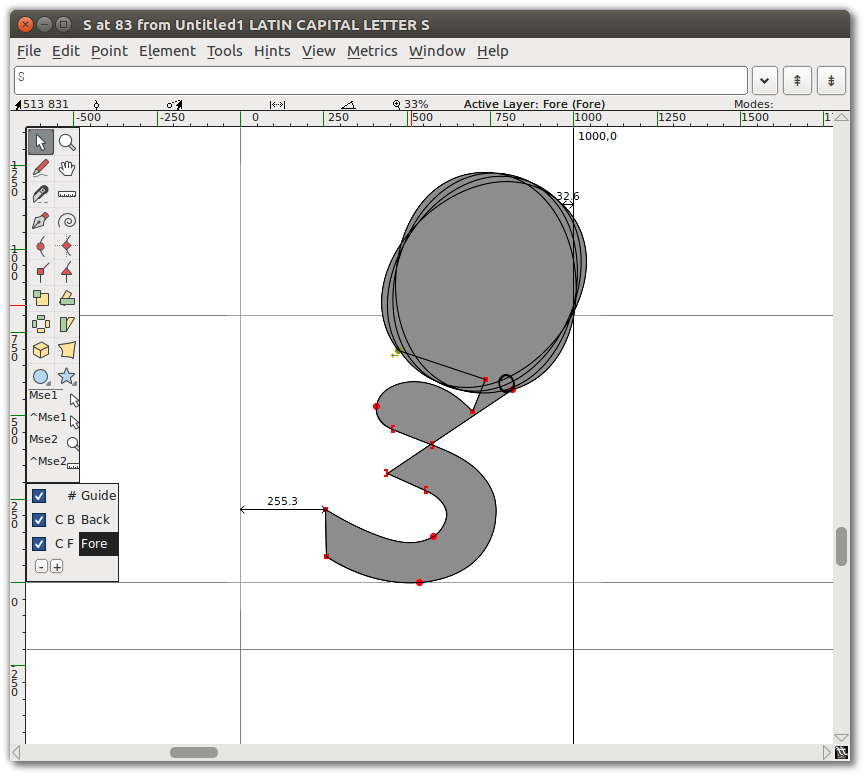 S at 83 from Untitled1 LATIN CAPITAL LETTER S
File Edit Point Element Tools Hints View Metrics Window Help
S
513 831 33% Active Layer: Fore (Fore) Modes:
-500 -250 0 250 500 750 1000 1250 1500 17
1000,0
1250
32.6
1000
750
Mse1
^Mse1
500
Mse2
^Mse2
# Guide
255.3
250
C B Back
C F Fore
- +
0
-250